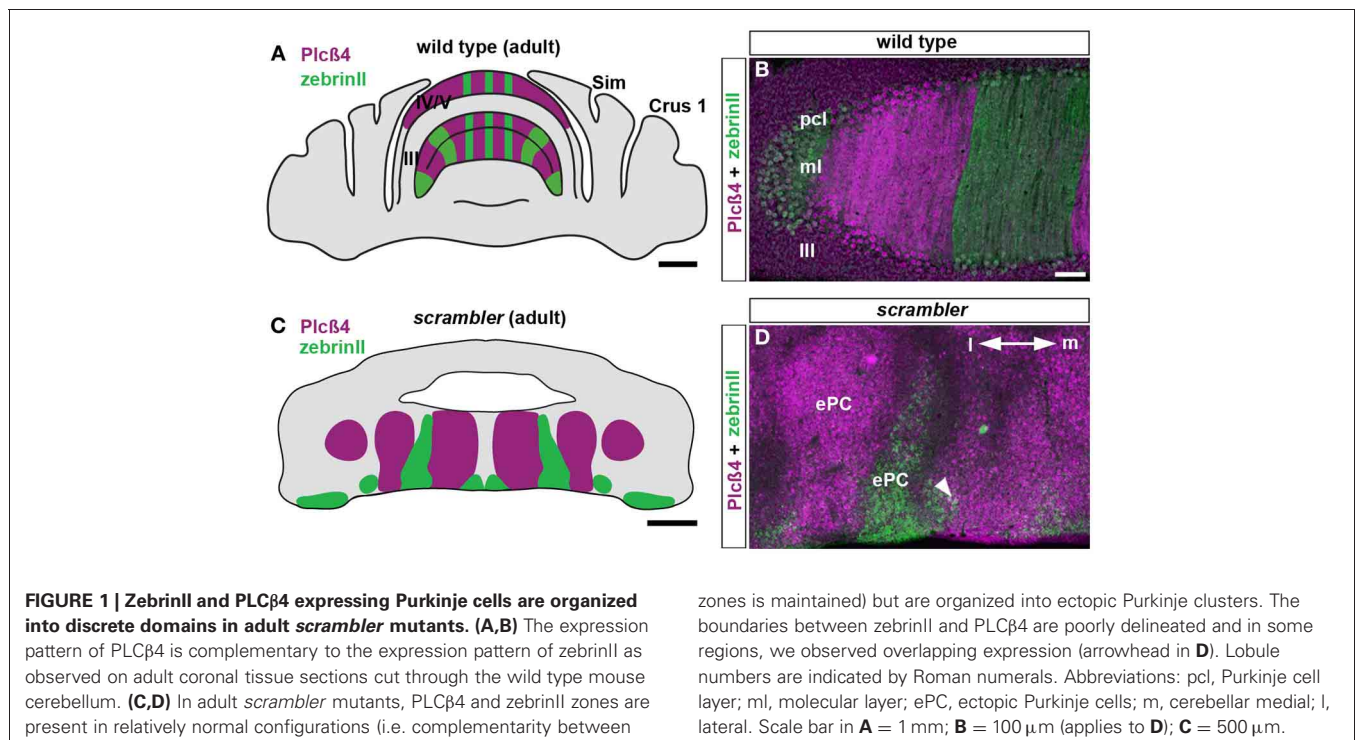 A Plcß4
zebrinII
wild type (adult)
Sim
Crus 1
IV/V
III
wild type
B
Plcß4 + zebrinII
pcl
ml
III
C Plcß4
zebrinII
scrambler (adult)
scrambler
D
Plcß4 + zebrinII
l m
ePC
ePC
FIGURE 1 | ZebrinII and PLCβ4 expressing Purkinje cells are organized
into discrete domains in adult scrambler mutants. (A,B) The expression
pattern of PLCβ4 is complementary to the expression pattern of zebrinII as
observed on adult coronal tissue sections cut through the wild type mouse
cerebellum. (C,D) In adult scrambler mutants, PLCβ4 and zebrinII zones are
present in relatively normal configurations (i.e. complementarity between
zones is maintained) but are organized into ectopic Purkinje clusters. The
boundaries between zebrinII and PLCβ4 are poorly delineated and in some
regions, we observed overlapping expression (arrowhead in D). Lobule
numbers are indicated by Roman numerals. Abbreviations: pcl, Purkinje cell
layer; ml, molecular layer; ePC, ectopic Purkinje cells; m, cerebellar medial; l,
lateral. Scale bar in A = 1 mm; B = 100 μm (applies to D); C = 500 μm.